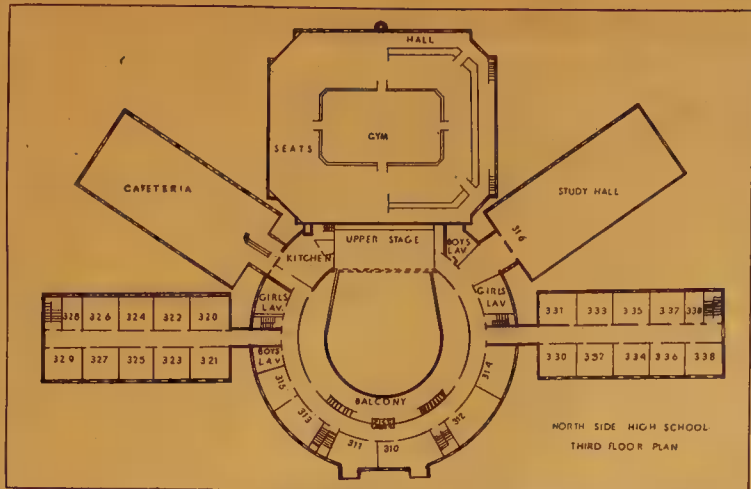 HALL
GYM
SEATS
CAFETERIA
STUDY HALL
316
UPPER STAGE
BOYS
LAV.
KITCHEN
GIRLS
LAV.
GIRLS
LAV.
328 326 324 322 320
331 333 335 337 338
329 327 325 323 321
BOYS
LAV.
330 334 336 338
315
314
BALCONY
313
312
311 310
NORTH SIDE HIGH SCHOOL
THIRD FLOOR PLAN